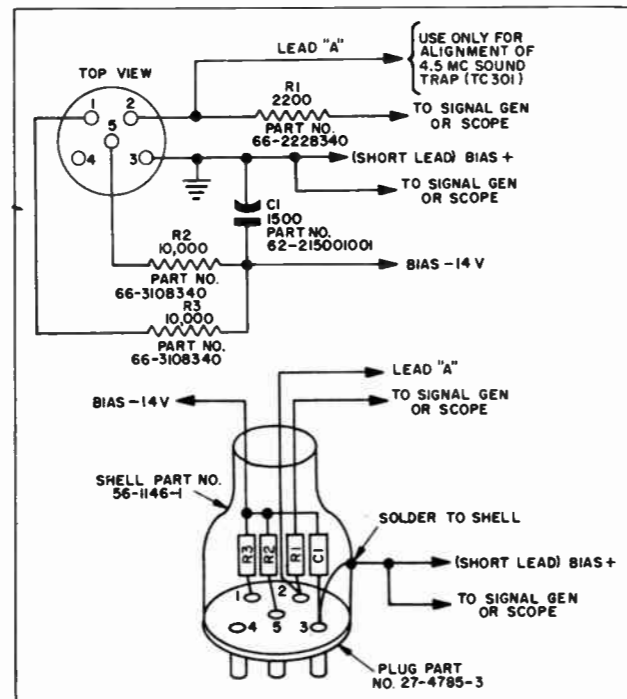 LEAD "A"
USE ONLY FOR
ALIGNMENT OF
4.5 MC SOUND
TRAP (TC301)
TOP VIEW
1
2
5
4
3
R1
2200
PART NO.
66-2228340
TO SIGNAL GEN
OR SCOPE
(SHORT LEAD) BIAS +
TO SIGNAL GEN
OR SCOPE
C1
1500
PART NO.
62-215001001
R2
10,000
PART NO.
66-3108340
BIAS -14 V
R3
10,000
PART NO.
66-3108340
LEAD "A"
BIAS -14V
TO SIGNAL GEN
OR SCOPE
SHELL PART NO.
56-1146-1
SOLDER TO SHELL
R3
R2
R1
C1
(SHORT LEAD) BIAS +
1
2
5
4
3
TO SIGNAL GEN
OR SCOPE
PLUG PART
NO. 27-4785-3